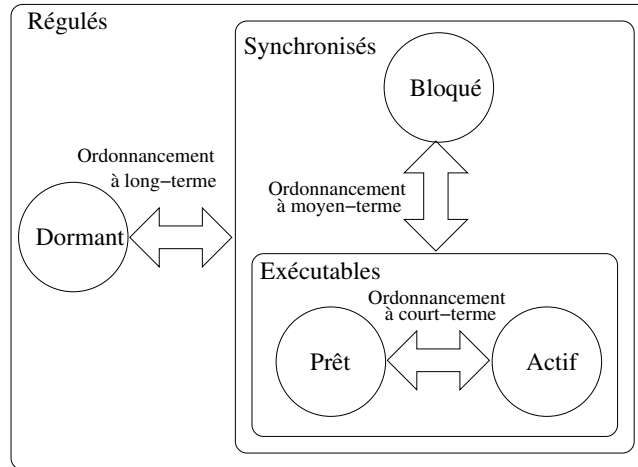 Régulés
Synchronisés
Bloqué
Ordonnancement
à long−terme
Ordonnancement
à moyen−terme
Dormant
Exécutables
Ordonnancement
à court−terme
Prêt
Actif